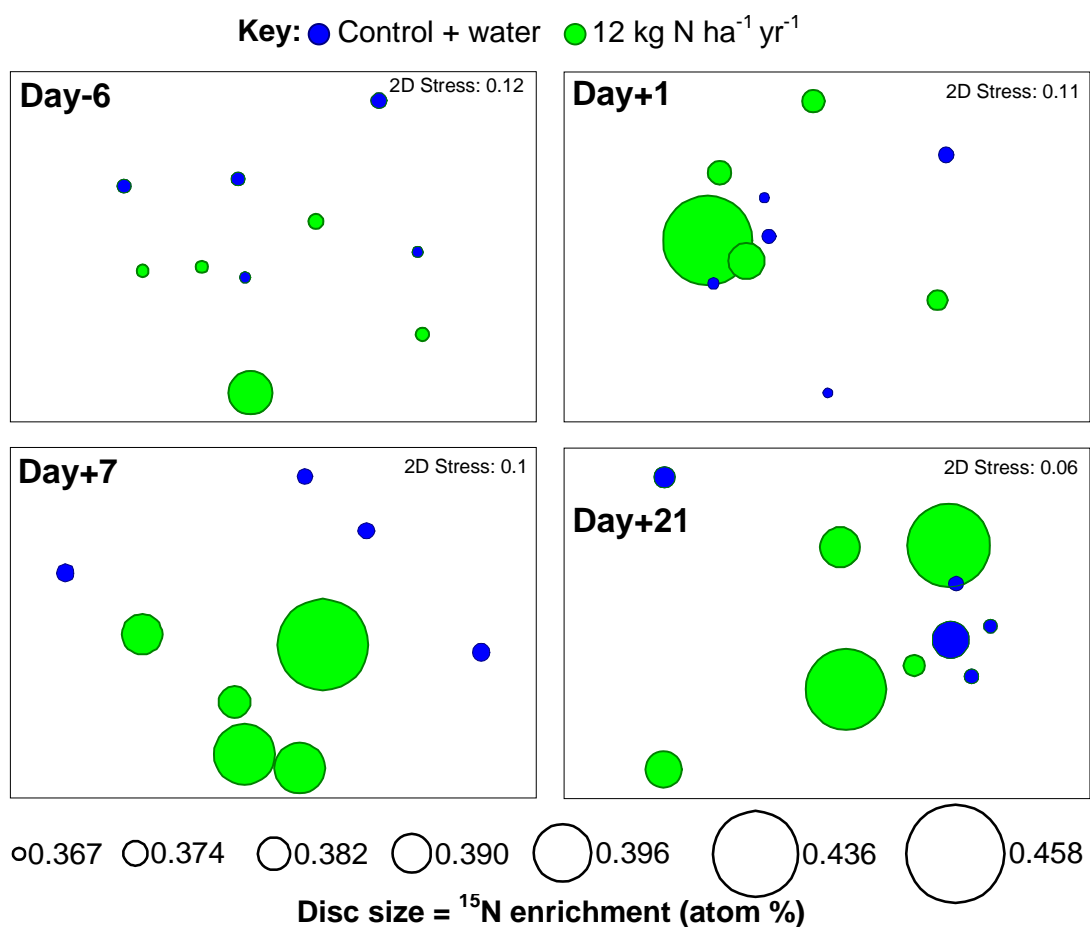 Key: Control + water 12 kg N ha⁻¹ yr⁻¹
Day-6
2D Stress: 0.12
Day+1
2D Stress: 0.11
Day+7
2D Stress: 0.1
Day+21
2D Stress: 0.06
0.367 0.374 0.382 0.390 0.396 0.436 0.458
Disc size = ¹⁵N enrichment (atom %)